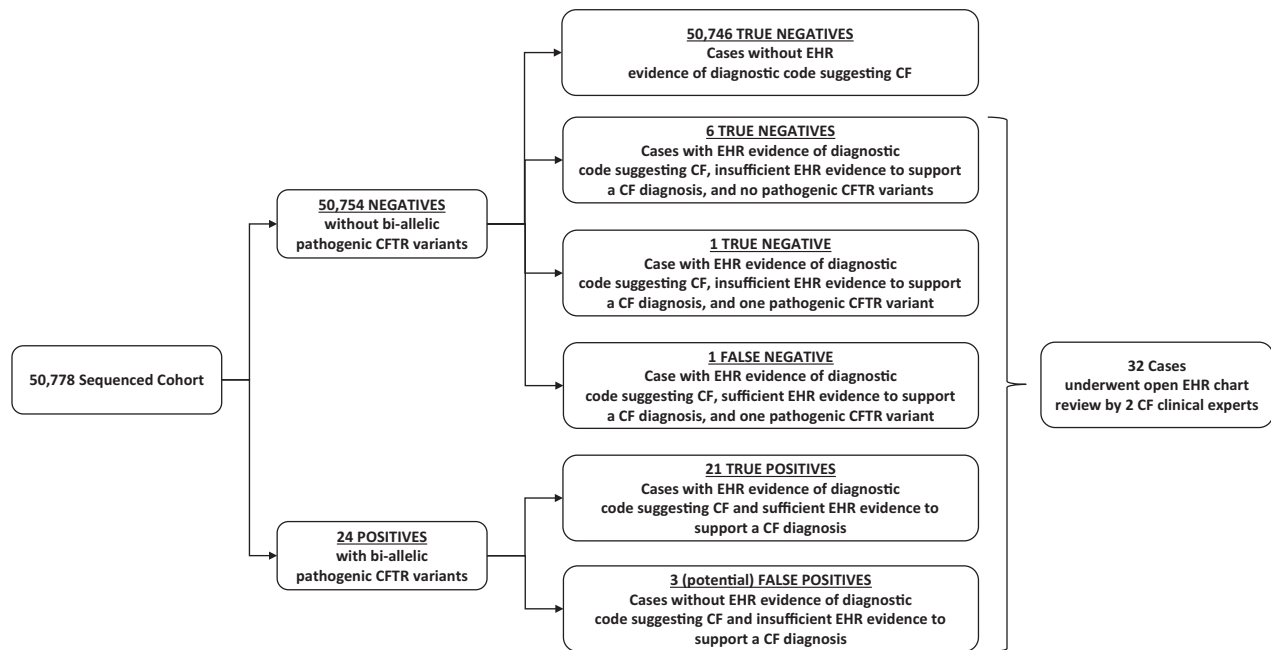 50,778 Sequenced Cohort
50,754 NEGATIVES
without bi-allelic
pathogenic CFTR variants
24 POSITIVES
with bi-allelic
pathogenic CFTR variants
50,746 TRUE NEGATIVES
Cases without EHR
evidence of diagnostic code suggesting CF
6 TRUE NEGATIVES
Cases with EHR evidence of diagnostic
code suggesting CF, insufficient EHR evidence to support
a CF diagnosis, and no pathogenic CFTR variants
1 TRUE NEGATIVE
Case with EHR evidence of diagnostic
code suggesting CF, insufficient EHR evidence to support
a CF diagnosis, and one pathogenic CFTR variant
1 FALSE NEGATIVE
Case with EHR evidence of diagnostic
code suggesting CF, sufficient EHR evidence to support
a CF diagnosis, and one pathogenic CFTR variant
21 TRUE POSITIVES
Cases with EHR evidence of diagnostic
code suggesting CF and sufficient EHR evidence to
support a CF diagnosis
3 (potential) FALSE POSITIVES
Cases without EHR evidence of diagnostic
code suggesting CF and insufficient EHR evidence to
support a CF diagnosis
32 Cases
underwent open EHR chart
review by 2 CF clinical experts